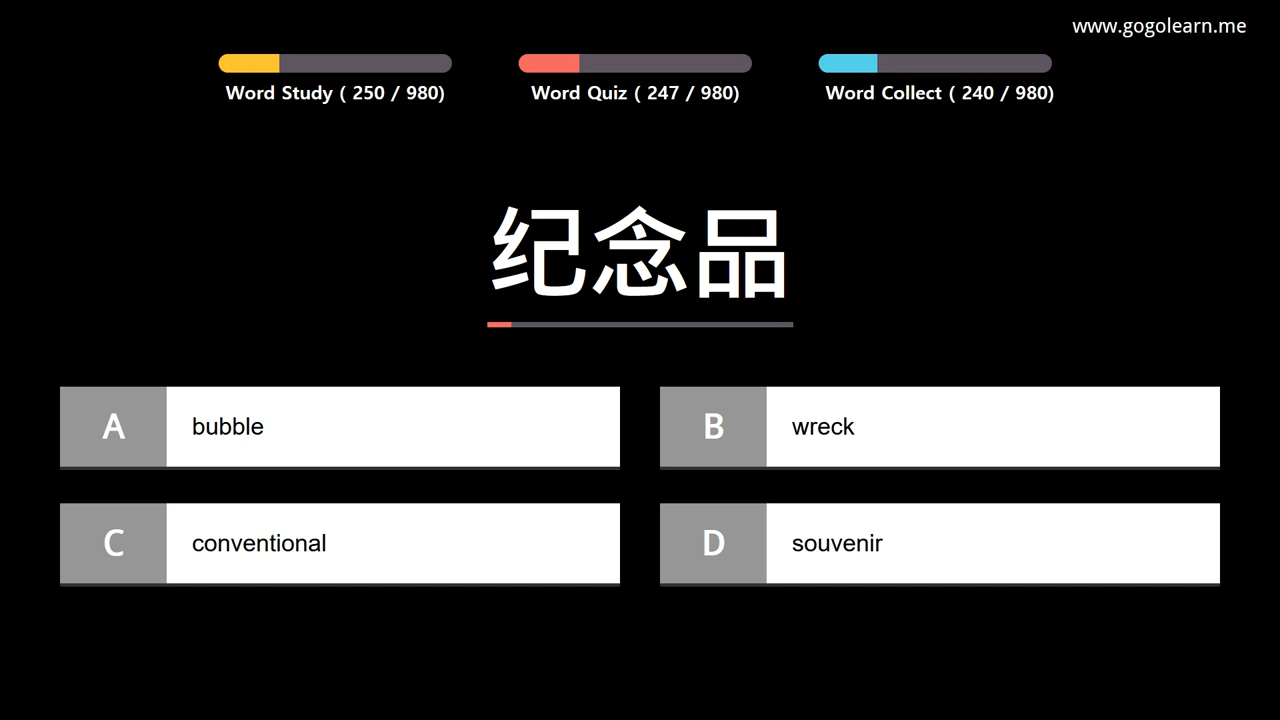 www.gogolearn.me
Word Study ( 250 / 980)
Word Quiz ( 247 / 980)
Word Collect ( 240 / 980)
纪念品
A bubble
B wreck
C conventional
D souvenir